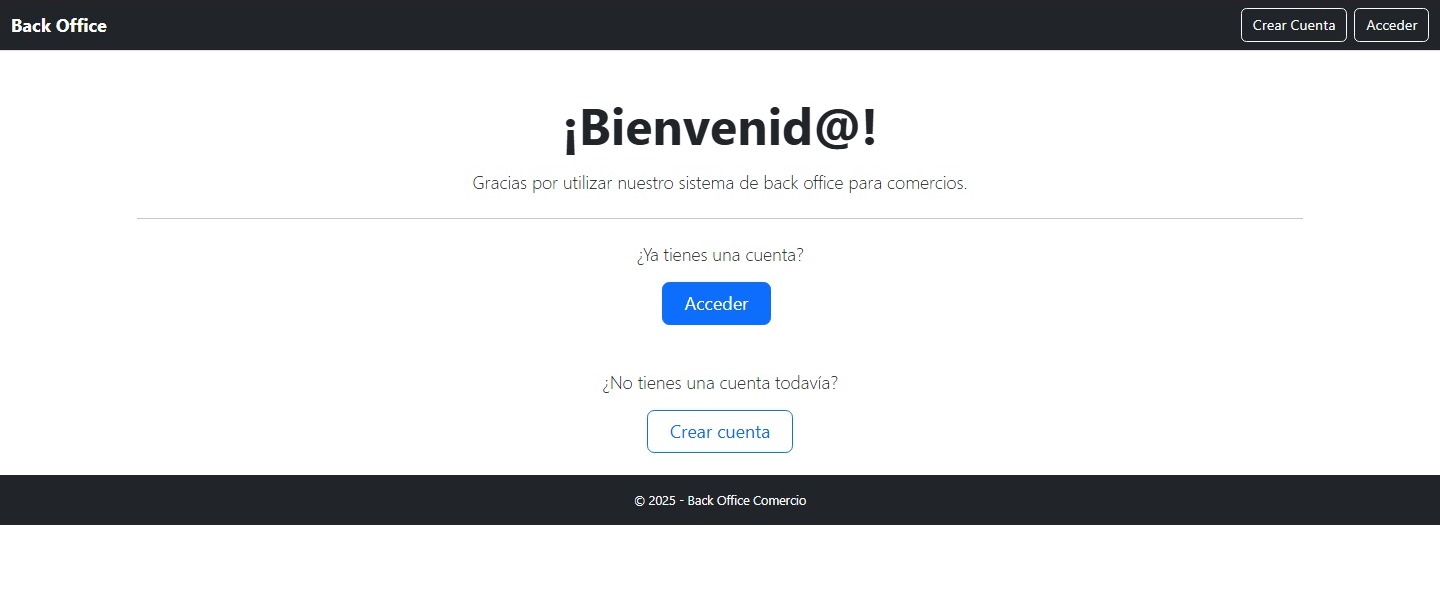 Back Office
Crear Cuenta
Acceder
¡Bienvenid@!
Gracias por utilizar nuestro sistema de back office para comercios.
¿Ya tienes una cuenta?
Acceder
¿No tienes una cuenta todavía?
Crear cuenta
© 2025 - Back Office Comercio